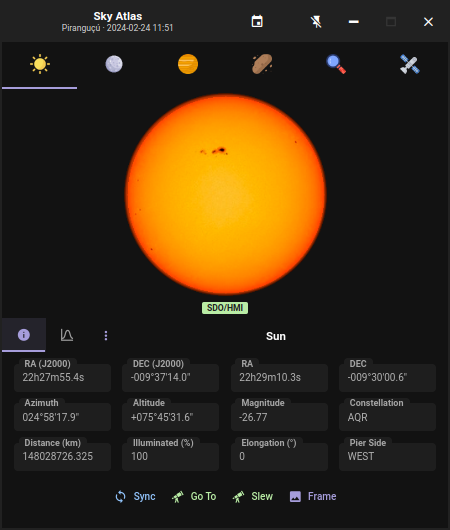 Sky Atlas
Piranguçú · 2024-02-24 11:51
SDO/HMI
Sun
RA (J2000) DEC (J2000) RA DEC
22h27m55.4s -009°37'14.0" 22h29m10.3s -009°30'00.6"
Azimuth Altitude Magnitude Constellation
024°58'17.9" +075°45'31.6" -26.77 AQR
Distance (km) Illuminated (%) Elongation (°) Pier Side
148028726.325 100 0 WEST
Sync Go To Slew Frame